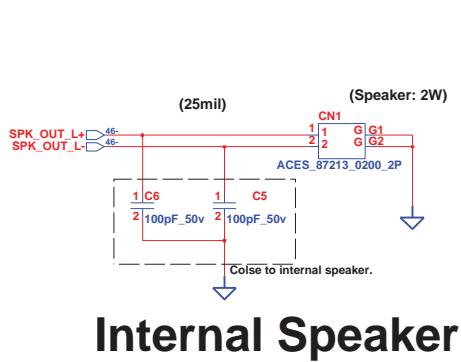 (25mil)
(Speaker: 2W)
CN1
SPK_OUT_L+ 46- 1 1 G G1
SPK_OUT_L- 46- 2 2 G G2
ACES_87213_0200_2P
1 C6 1 C5
2 100pF_50v 2 100pF_50v
Colse to internal speaker.
Internal Speaker